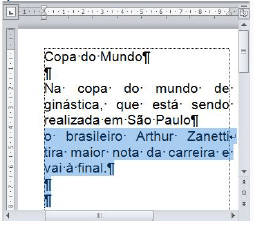 Copa·do·Mundo¶
¶
Na· copa· do· mundo· de·
ginástica,· que· está· sendo·
realizada·em·São·Paulo¶
o· brasileiro· Arthur· Zanetti↵
tira· maior· nota· da· carreira· e·
vai·à·final.¶
¶
¶